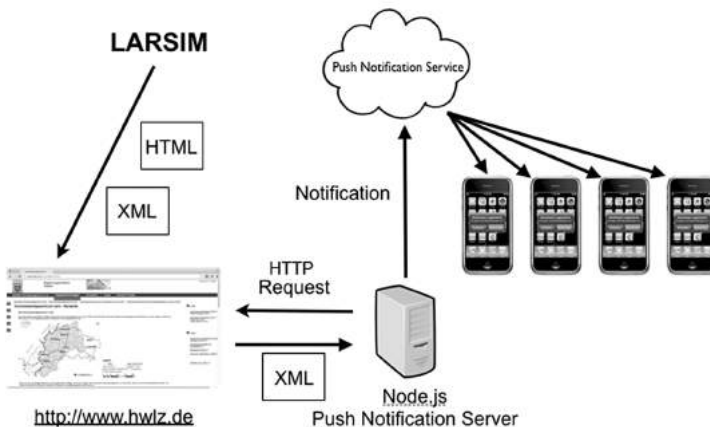 LARSIM
Push Notification Service
HTML
XML
Notification
HTTP
Request
XML
Node.js
Push Notification Server
http://www.hwlz.de